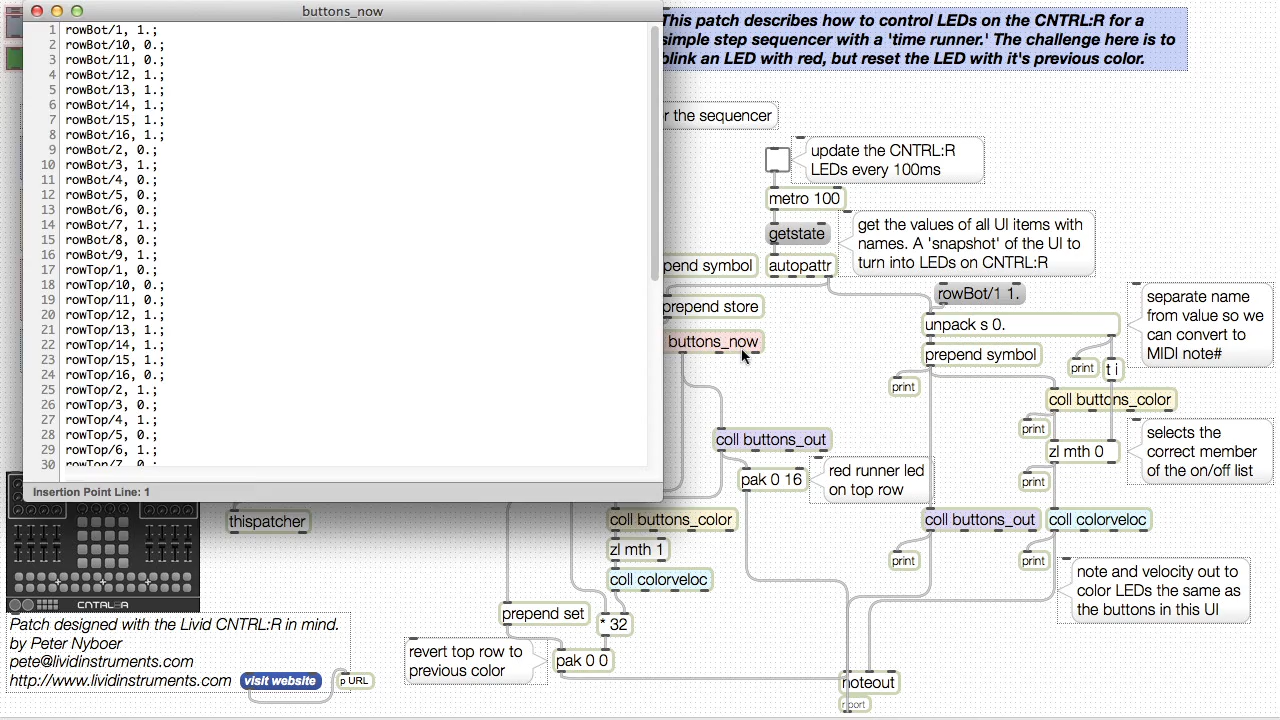 buttons_now
1 rowBot/1, 1.;
2 rowBot/10, 0.;
3 rowBot/11, 0.;
4 rowBot/12, 1.;
5 rowBot/13, 1.;
6 rowBot/14, 1.;
7 rowBot/15, 1.;
8 rowBot/16, 1.;
9 rowBot/2, 0.;
10 rowBot/3, 1.;
11 rowBot/4, 0.;
12 rowBot/5, 0.;
13 rowBot/6, 0.;
14 rowBot/7, 1.;
15 rowBot/8, 0.;
16 rowBot/9, 1.;
17 rowTop/1, 0.;
18 rowTop/10, 0.;
19 rowTop/11, 0.;
20 rowTop/12, 1.;
21 rowTop/13, 1.;
22 rowTop/14, 1.;
23 rowTop/15, 1.;
24 rowTop/16, 0.;
25 rowTop/2, 1.;
26 rowTop/3, 0.;
27 rowTop/4, 1.;
28 rowTop/5, 0.;
29 rowTop/6, 1.;
30 rowTop/7, 0.;
Insertion Point Line: 1
This patch describes how to control LEDs on the CNTRL:R for a
simple step sequencer with a 'time runner.' The challenge here is to
blink an LED with red, but reset the LED with it's previous color.
r the sequencer
update the CNTRL:R
LEDs every 100ms
metro 100
getstate
get the values of all UI items with
names. A 'snapshot' of the UI to
turn into LEDs on CNTRL:R
pend symbol
autopattr
rowBot/1 1.
separate name
from value so we
can convert to
MIDI note#
prepend store
unpack s 0.
buttons_now
prepend symbol
print
t i
print
coll buttons_color
print
selects the
correct member
of the on/off list
coll buttons_out
zl mth 0
pak 0 16
red runner led
on top row
print
thispatcher
coll buttons_color
coll buttons_out
coll colorveloc
zl mth 1
print
print
coll colorveloc
note and velocity out to
color LEDs the same as
the buttons in this UI
CNTRL:R
prepend set
* 32
Patch designed with the Livid CNTRL:R in mind.
by Peter Nyboer
pete@lividinstruments.com
http://www.lividinstruments.com
visit website
p URL
revert top row to
previous color
pak 0 0
noteout
r port